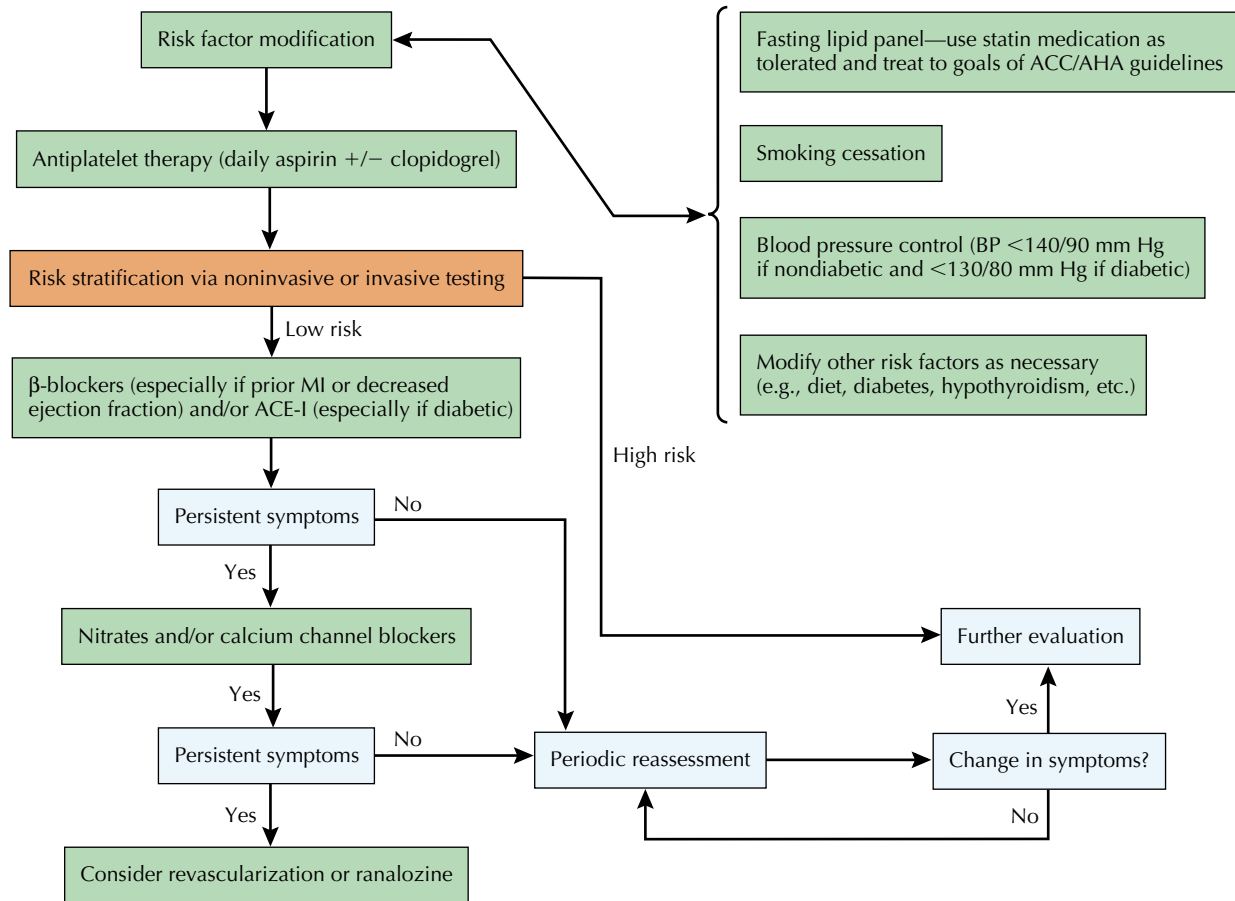 Risk factor modification
Antiplatelet therapy (daily aspirin +/− clopidogrel)
Risk stratification via noninvasive or invasive testing
Low risk
β-blockers (especially if prior MI or decreased
ejection fraction) and/or ACE-I (especially if diabetic)
Persistent symptoms
No
Yes
Nitrates and/or calcium channel blockers
Yes
Persistent symptoms
No
Yes
Consider revascularization or ranalozine
Fasting lipid panel—use statin medication as
tolerated and treat to goals of ACC/AHA guidelines
Smoking cessation
Blood pressure control (BP <140/90 mm Hg
if nondiabetic and <130/80 mm Hg if diabetic)
Modify other risk factors as necessary
(e.g., diet, diabetes, hypothyroidism, etc.)
High risk
Further evaluation
Yes
Periodic reassessment
Change in symptoms?
No